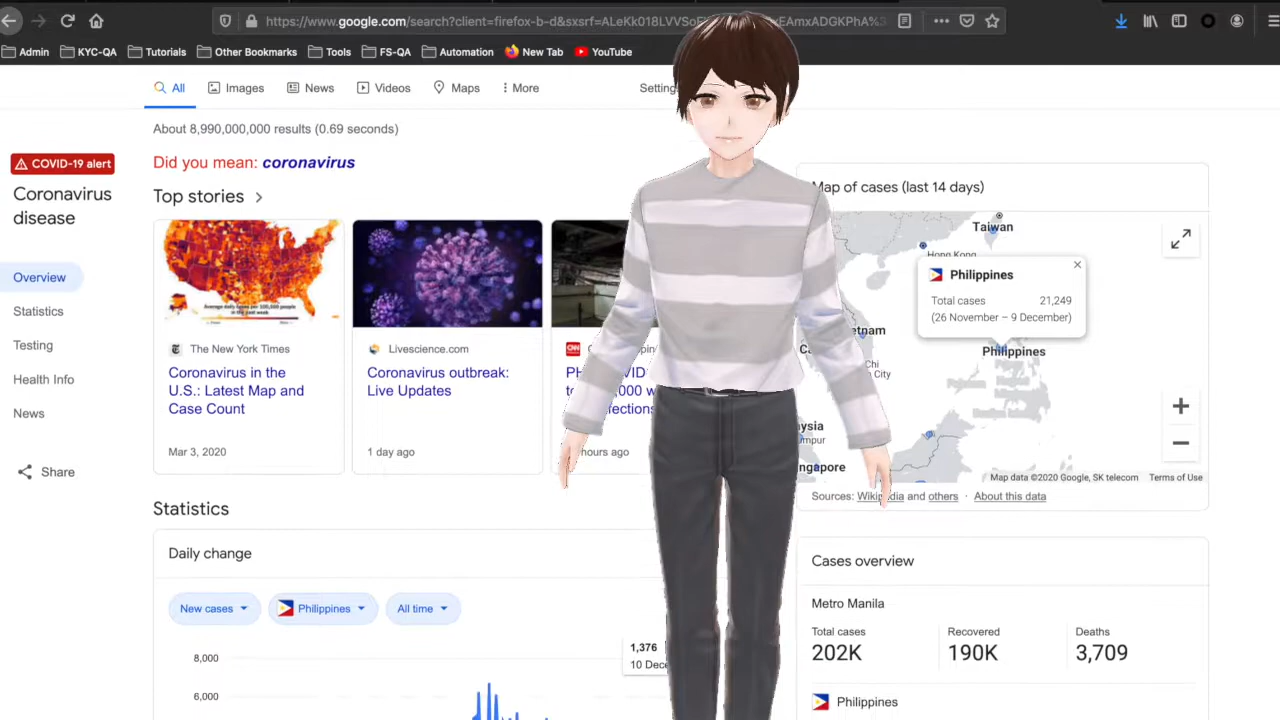 https://www.google.com/search?client=firefox-b-d&sxsrf=
Admin
KYC-QA
Tutorials
Other Bookmarks
Tools
FS-QA
Automation
New Tab
YouTube
All
Images
News
Videos
Maps
More
About 8,990,000,000 results (0.69 seconds)
COVID-19 alert
Coronavirus
disease
Overview
Statistics
Testing
Health Info
News
Share
Did you mean: coronavirus
Top stories
The New York Times
Coronavirus in the
U.S.: Latest Map and
Case Count
Mar 3, 2020
Livescience.com
Coronavirus outbreak:
Live Updates
1 day ago
CNN
hours ago
Statistics
Daily change
New cases
Philippines
All time
8,000
6,000
1,376
10
Map of cases (last 14 days)
Taiwan
Hong Kong
Philippines
Total cases 21,249
(26 November – 9 December)
Philippines
Chi
City
Map data ©2020 Google, SK telecom Terms of Use
Sources: Wikipedia and others · About this data
Cases overview
Metro Manila
Total cases
202K
Recovered
190K
Deaths
3,709
Philippines